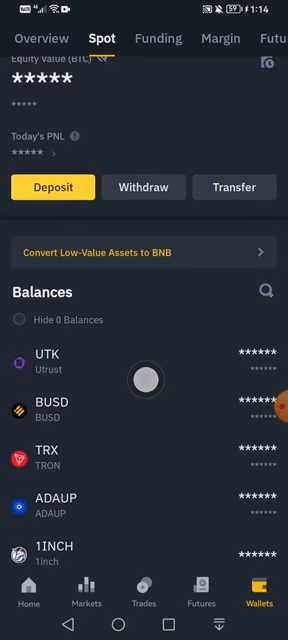 1:14
59
Overview Spot Funding Margin Futu
Equity Value (BTC)
*****
*****
Today's PNL
*****
Deposit Withdraw Transfer
Convert Low-Value Assets to BNB
Balances
Hide 0 Balances
UTK ******
Utrust ******
BUSD ******
BUSD ******
TRX ******
TRON ******
ADAUP ******
ADAUP ******
1INCH ******
1inch
Home Markets Trades Futures Wallets